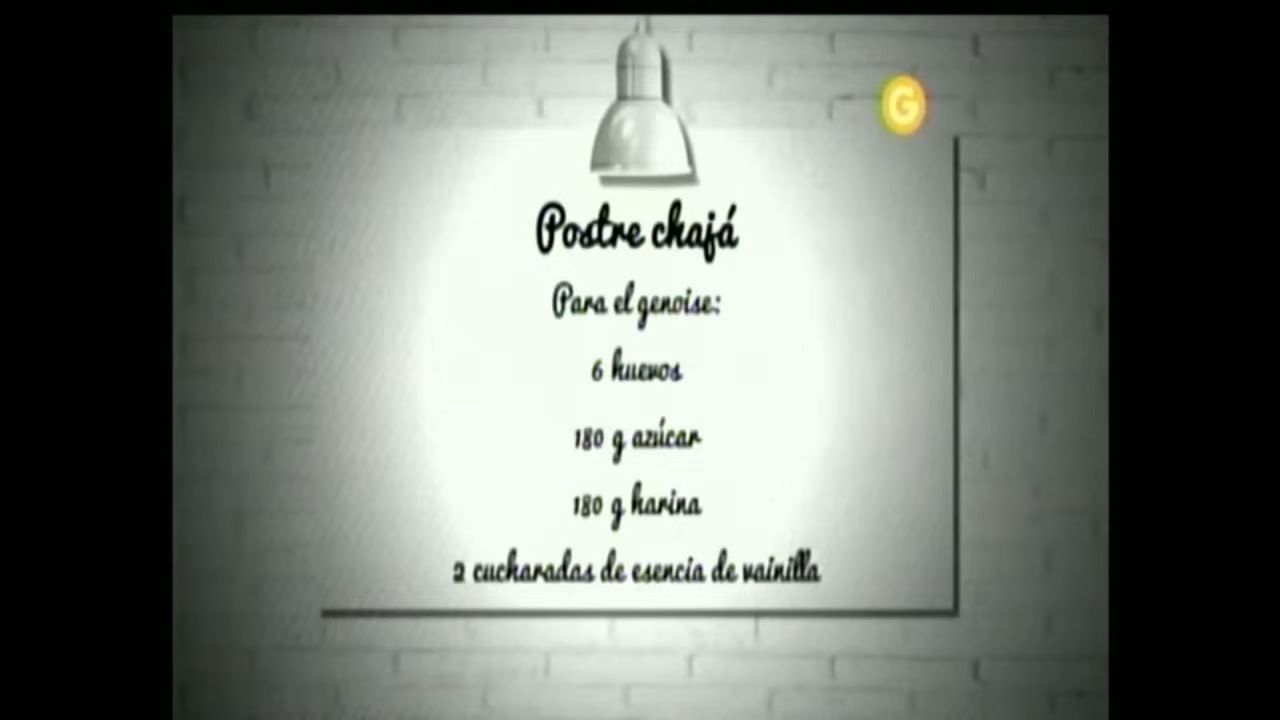 G
Postre chajá
Para el genoise:
6 huevos
180 g azúcar
180 g harina
2 cucharadas de esencia de vainilla